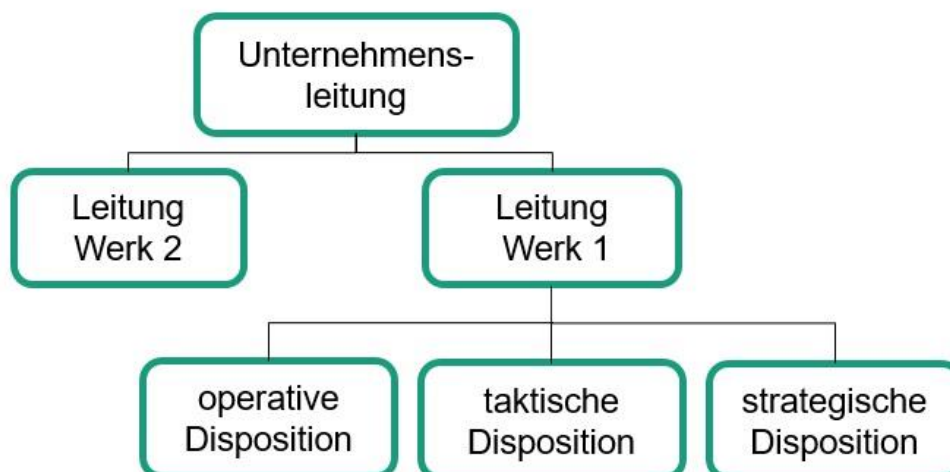 Unternehmens-
leitung
Leitung
Werk 2
Leitung
Werk 1
operative
Disposition
taktische
Disposition
strategische
Disposition